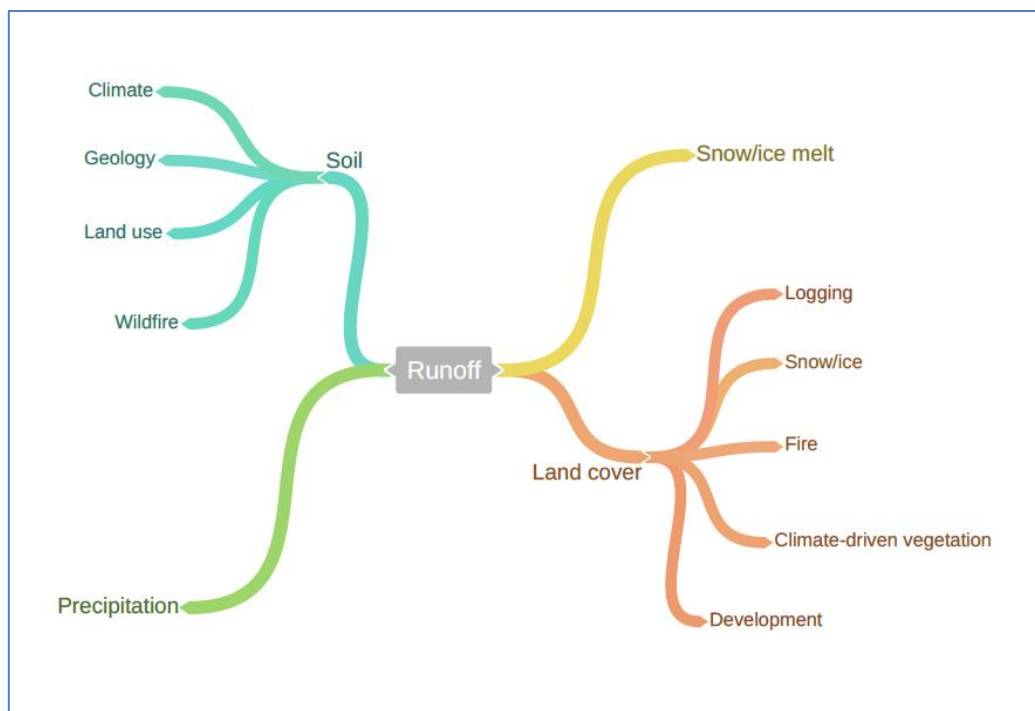 Climate
Geology
Land use
Wildfire
Soil
Precipitation
Runoff
Snow/ice melt
Land cover
Logging
Snow/ice
Fire
Climate-driven vegetation
Development